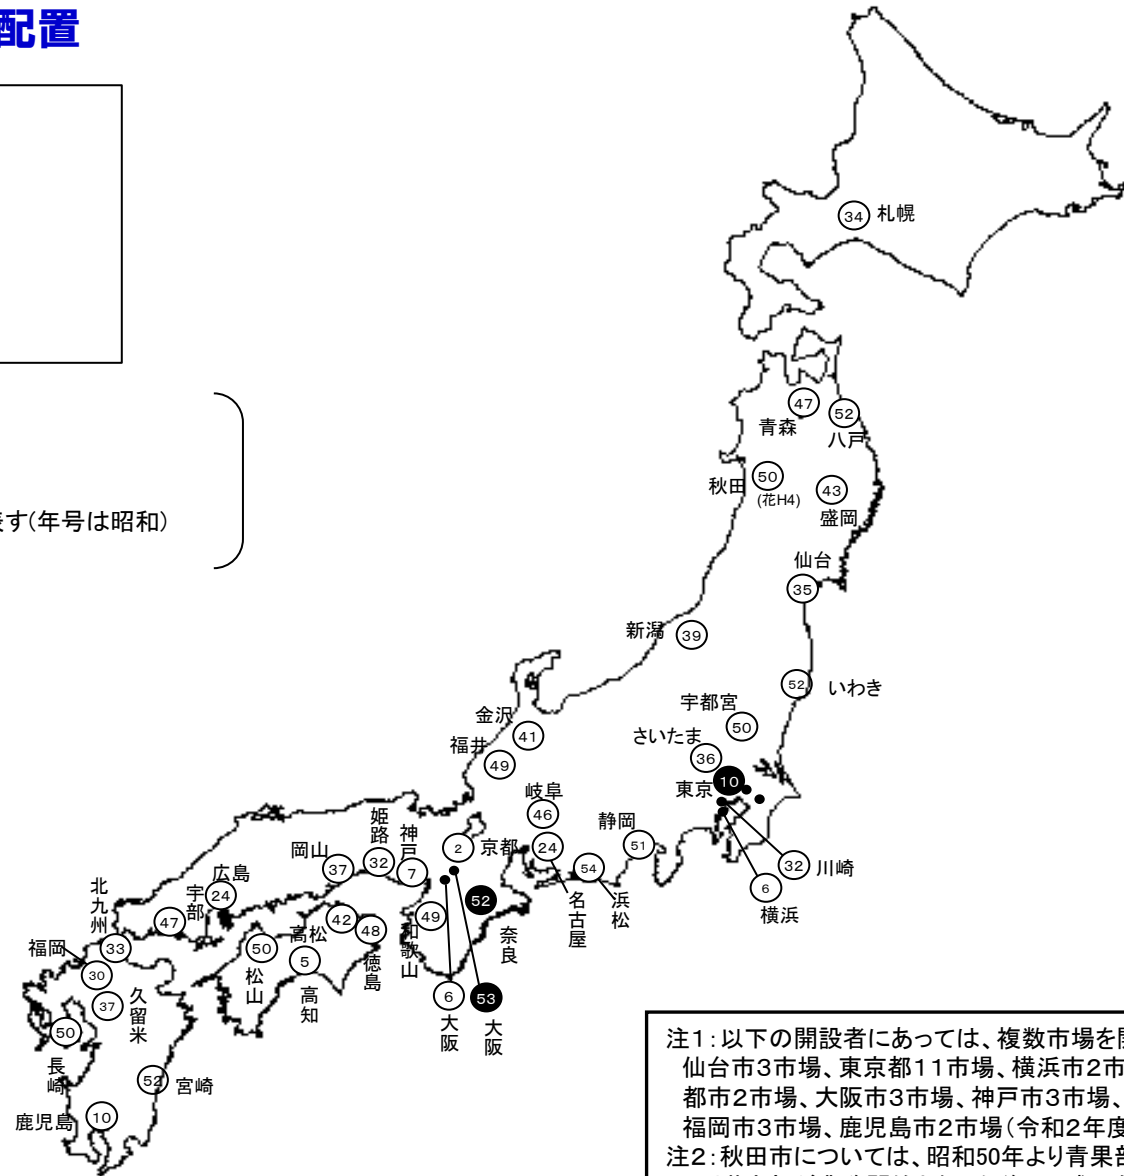 配置
表す(年号は昭和)
34 札幌
47
青森
52
八戸
秋田 50
(花H4)
43
盛岡
仙台
35
新潟 39
52 いわき
宇都宮
50
さいたま
36
東京 10
金沢
41
福井
49
岐阜
46
静岡
51
京都 2
24
名古屋
54
浜松
32 川崎
6
横浜
姫路
32
神戸
7
岡山
37
広島
24
宇部
47
北九州
33
福岡
30
37
久留米
50
長崎
52 宮崎
鹿児島 10
高松 42
48
徳島
50
松山
5
高知
49
和歌山
52
奈良
6
大阪
53
大阪
注1:以下の開設者にあっては、複数市場を開
仙台市3市場、東京都11市場、横浜市2市
都市2市場、大阪市3市場、神戸市3市場、
福岡市3市場、鹿児島市2市場(令和2年度
注2:秋田市については、昭和50年より青果部